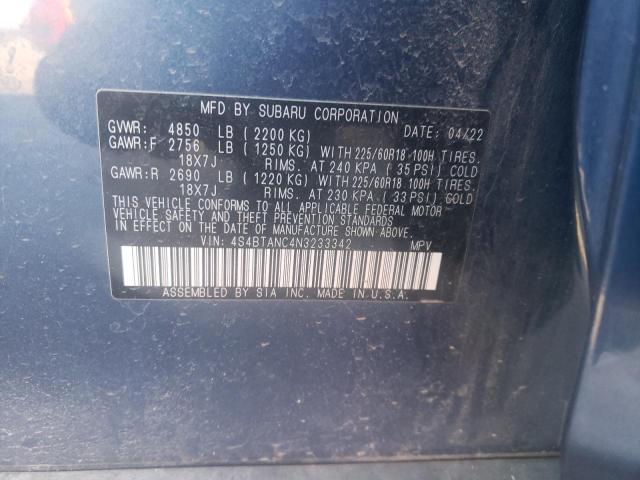 MFD BY SUBARU CORPORATION
GVWR: 4850 LB (2200 KG) DATE: 04/22
GAWR:F 2756 LB (1250 KG) WITH 225/60R18 100H TIRES.
18X7J RIMS. AT 240 KPA (35 PSI) COLD
GAWR:R 2690 LB (1220 KG) WITH 225/60R18 100H TIRES.
18X7J RIMS. AT 230 KPA (33 PSI) COLD
THIS VEHICLE CONFORMS TO ALL APPLICABLE FEDERAL MOTOR
VEHICLE SAFETY AND THEFT PREVENTION STANDARDS
IN EFFECT ON THE DATE OF MANUFACTURE SHOWN ABOVE.
VIN: 4S4BTANC4N3233342 MPV
ASSEMBLED BY SIA INC. MADE IN U.S.A.